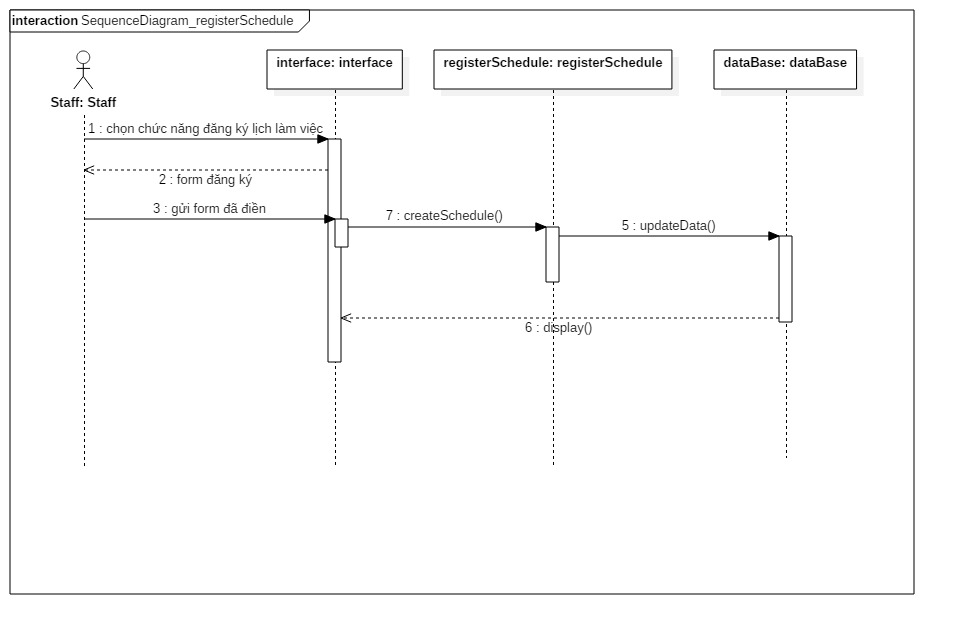 interaction SequenceDiagram_registerSchedule
interface: interface
registerSchedule: registerSchedule
dataBase: dataBase
Staff: Staff
1 : chọn chức năng đăng ký lịch làm việc
2 : form đăng ký
3 : gửi form đã điền
7 : createSchedule()
5 : updateData()
6 : display()